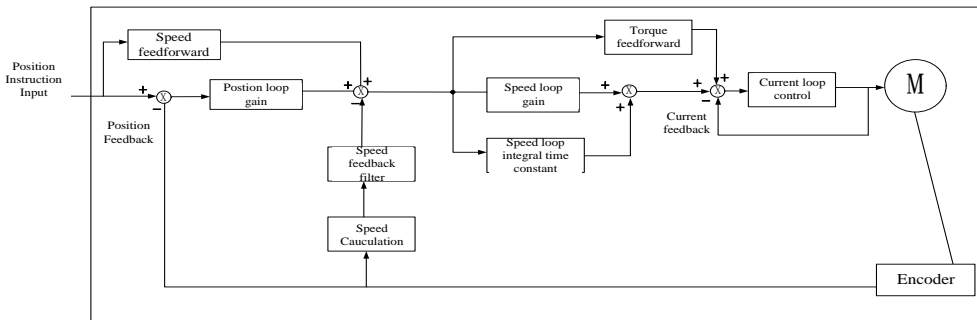 Position
Instruction
Input
Speed
feedforward
+
−
Position
Feedback
X
Postion loop
gain
+
+
−
X
Speed
feedback
filter
Speed
Cauculation
Torque
feedforward
Speed loop
gain
Speed loop
integral time
constant
+
+
X
Current
feedback
+
+
−
X
Current loop
control
M
Encoder